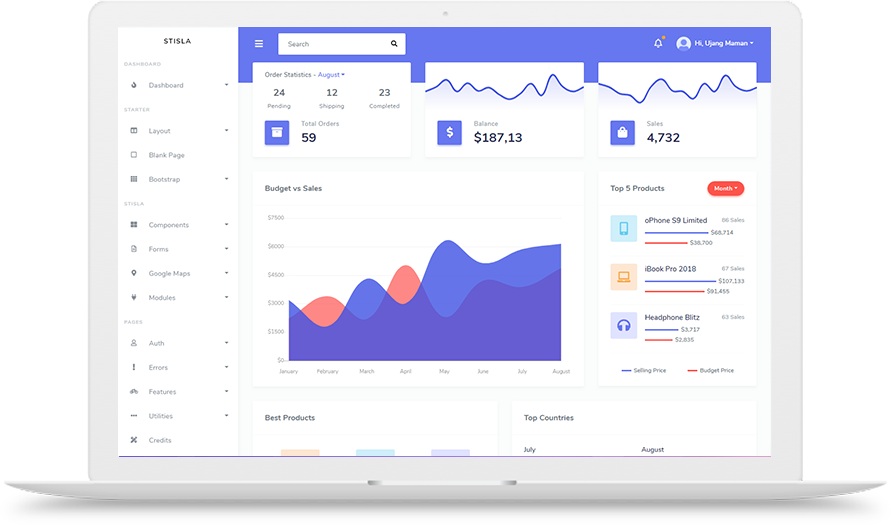 STISLA
DASHBOARD
Dashboard
STARTER
Layout
Blank Page
Bootstrap
STISLA
Components
Forms
Google Maps
Modules
PAGES
Auth
Errors
Features
Utilities
Credits
Search
Hi, Ujang Maman
Order Statistics - August
24 12 23
Pending Shipping Completed
Total Orders
59
Balance
$187,13
Sales
4,732
Budget vs Sales
$7500
$6000
$4500
$3000
$1500
$0
January February March April May June July August
Top 5 Products
Month
oPhone S9 Limited 86 Sales
$68,714
$38,700
iBook Pro 2018 67 Sales
$107,133
$91,455
Headphone Blitz 63 Sales
$3,717
$2,835
Selling Price Budget Price
Best Products
Top Countries
July August